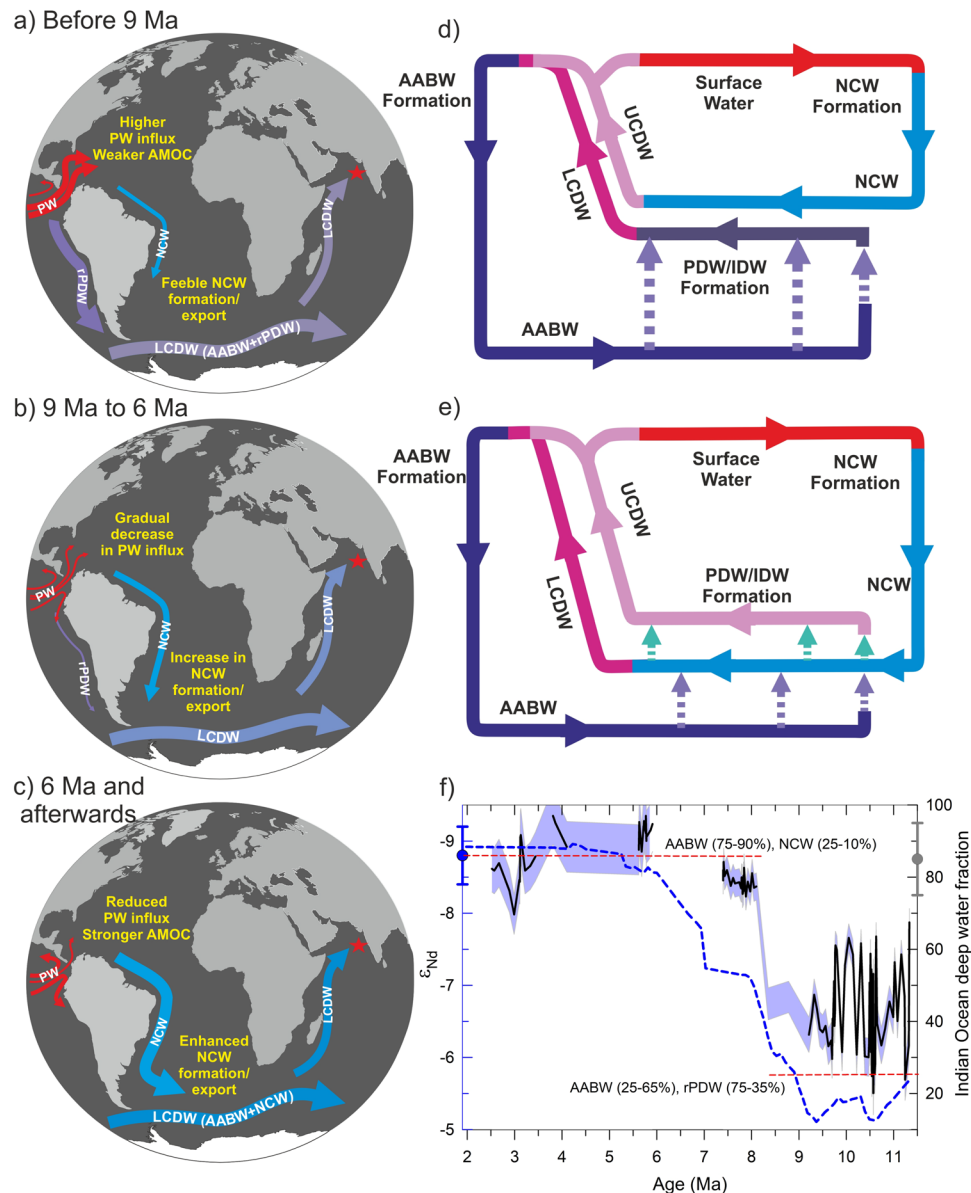 a) Before 9 Ma
Higher
PW influx
Weaker AMOC
PW
NCW
rPDW
LCDW
Feeble NCW
formation/
export
LCDW (AABW+rPDW)
b) 9 Ma to 6 Ma
Gradual
decrease
in PW influx
PW
NCW
rPDW
LCDW
Increase in
NCW
formation/
export
LCDW
c) 6 Ma and
afterwards
Reduced
PW influx
Stronger AMOC
PW
NCW
LCDW
Enhanced
NCW
formation/
export
LCDW (AABW+NCW)
d)
AABW
Formation
Surface
Water
NCW
Formation
UCDW
LCDW
NCW
PDW/IDW
Formation
AABW
e)
AABW
Formation
Surface
Water
NCW
Formation
UCDW
LCDW
PDW/IDW
Formation
NCW
AABW
f)
-9
-8
-7
-6
-5
εNd
100
80
60
40
20
Indian Ocean deep water fraction
AABW (75-90%), NCW (25-10%)
AABW (25-65%), rPDW (75-35%)
2 3 4 5 6 7 8 9 10 11
Age (Ma)